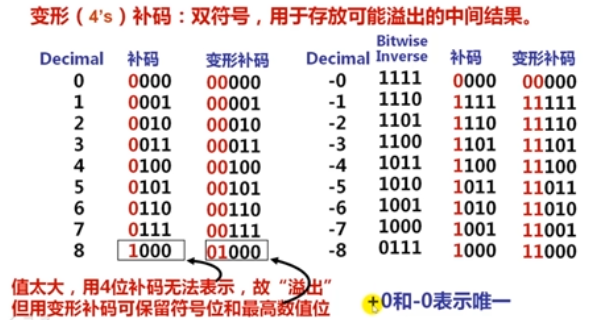 变形（4's）补码：双符号，用于存放可能溢出的中间结果。
Decimal 补码 变形补码 Decimal Bitwise Inverse 补码 变形补码
0 0000 00000 -0 1111 0000 00000
1 0001 00001 -1 1110 1111 11111
2 0010 00010 -2 1101 1110 11110
3 0011 00011 -3 1100 1101 11101
4 0100 00100 -4 1011 1100 11100
5 0101 00101 -5 1010 1011 11011
6 0110 00110 -6 1001 1010 11010
7 0111 00111 -7 1000 1001 11001
8 1000 01000 -8 0111 1000 11000
值太大，用4位补码无法表示，故“溢出”
但用变形补码可保留符号位和最高数值位
+0和-0表示唯一